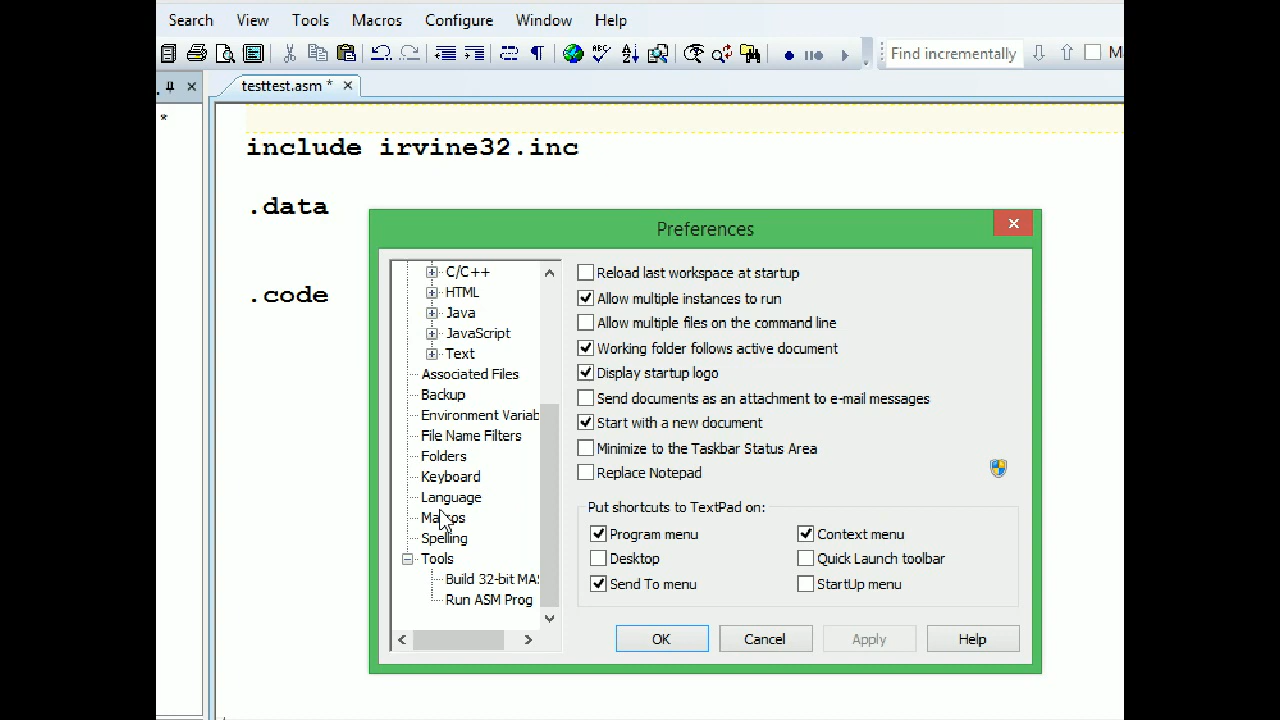 Search View Tools Macros Configure Window Help
Find incrementally M
testtest.asm *
*
include irvine32.inc
.data
.code
Preferences
C/C++
HTML
Java
JavaScript
Text
Associated Files
Backup
Environment Variab
File Name Filters
Folders
Keyboard
Language
Macros
Spelling
Tools
Build 32-bit MAS
Run ASM Prog
Reload last workspace at startup
Allow multiple instances to run
Allow multiple files on the command line
Working folder follows active document
Display startup logo
Send documents as an attachment to e-mail messages
Start with a new document
Minimize to the Taskbar Status Area
Replace Notepad
Put shortcuts to TextPad on:
Program menu Context menu
Desktop Quick Launch toolbar
Send To menu StartUp menu
OK Cancel Apply Help